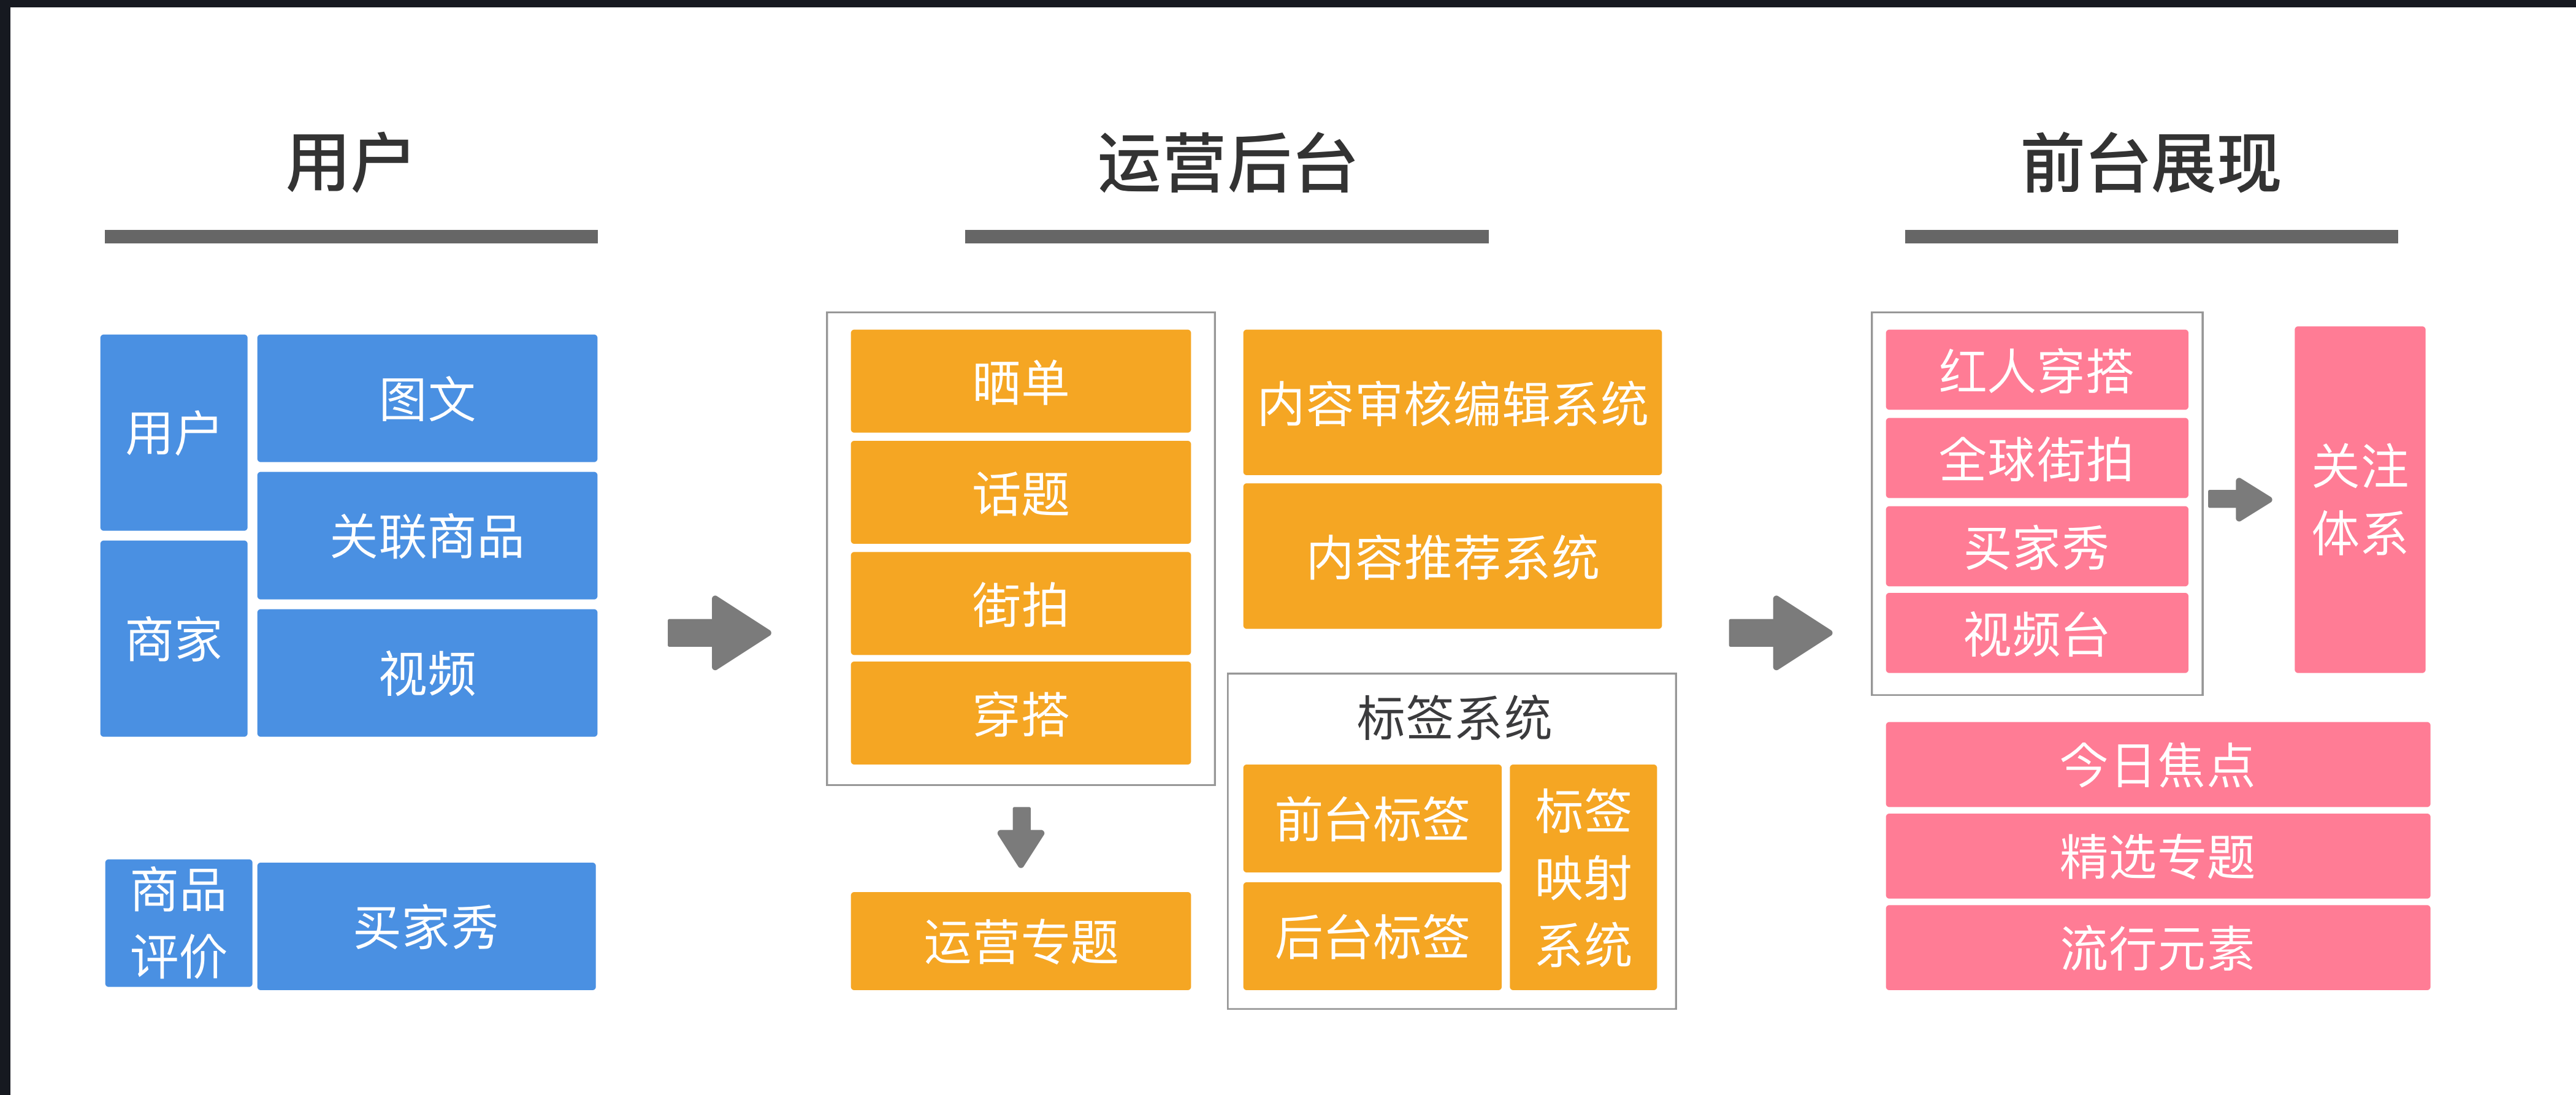 用户
运营后台
前台展现
用户
商家
图文
关联商品
视频
商品
评价
买家秀
晒单
话题
街拍
穿搭
运营专题
内容审核编辑系统
内容推荐系统
标签系统
前台标签
后台标签
标签
映射
系统
红人穿搭
全球街拍
买家秀
视频台
关注
体系
今日焦点
精选专题
流行元素